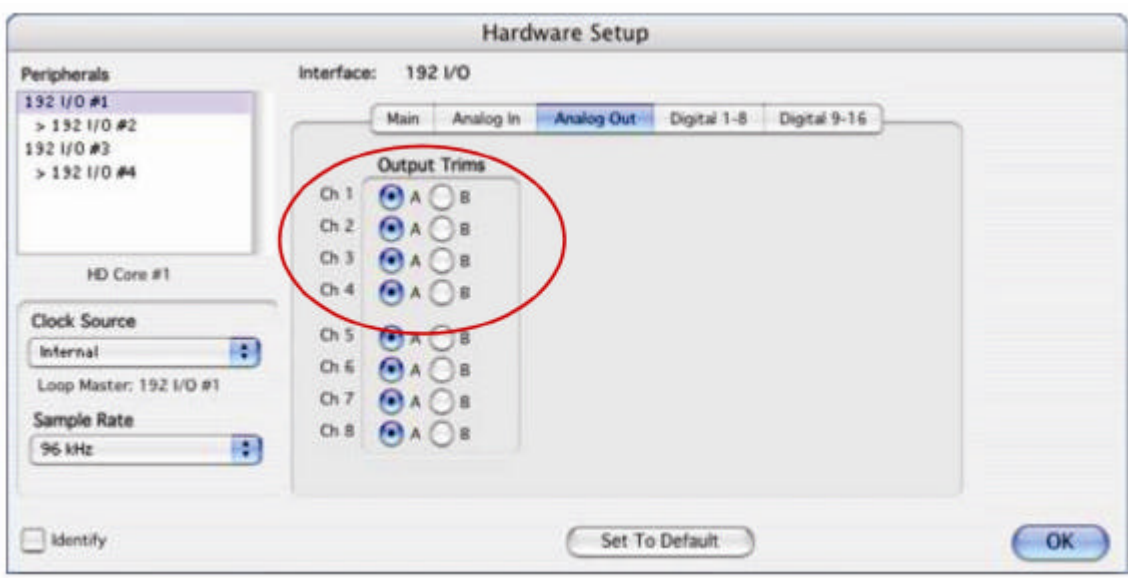 Hardware Setup
Peripherals
192 I/O #1
> 192 I/O #2
192 I/O #3
> 192 I/O #4
HD Core #1
Clock Source
Internal
Loop Master: 192 I/O #1
Sample Rate
96 kHz
Identify
Interface: 192 I/O
Main Analog In Analog Out Digital 1-8 Digital 9-16
Output Trims
Ch 1 A B
Ch 2 A B
Ch 3 A B
Ch 4 A B
Ch 5 A B
Ch 6 A B
Ch 7 A B
Ch 8 A B
Set To Default
OK